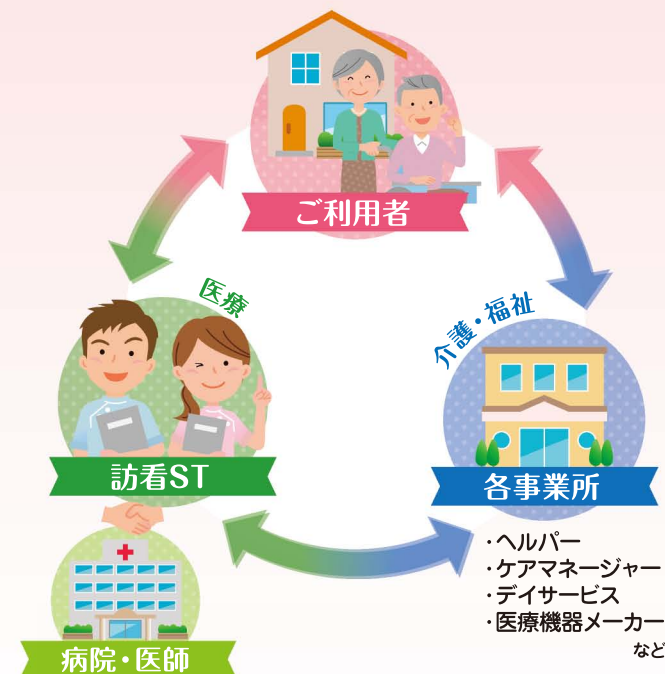 ご利用者
医療
訪看ST
病院・医師
介護・福祉
各事業所
・ヘルパー
・ケアマネージャー
・デイサービス
・医療機器メーカー
など